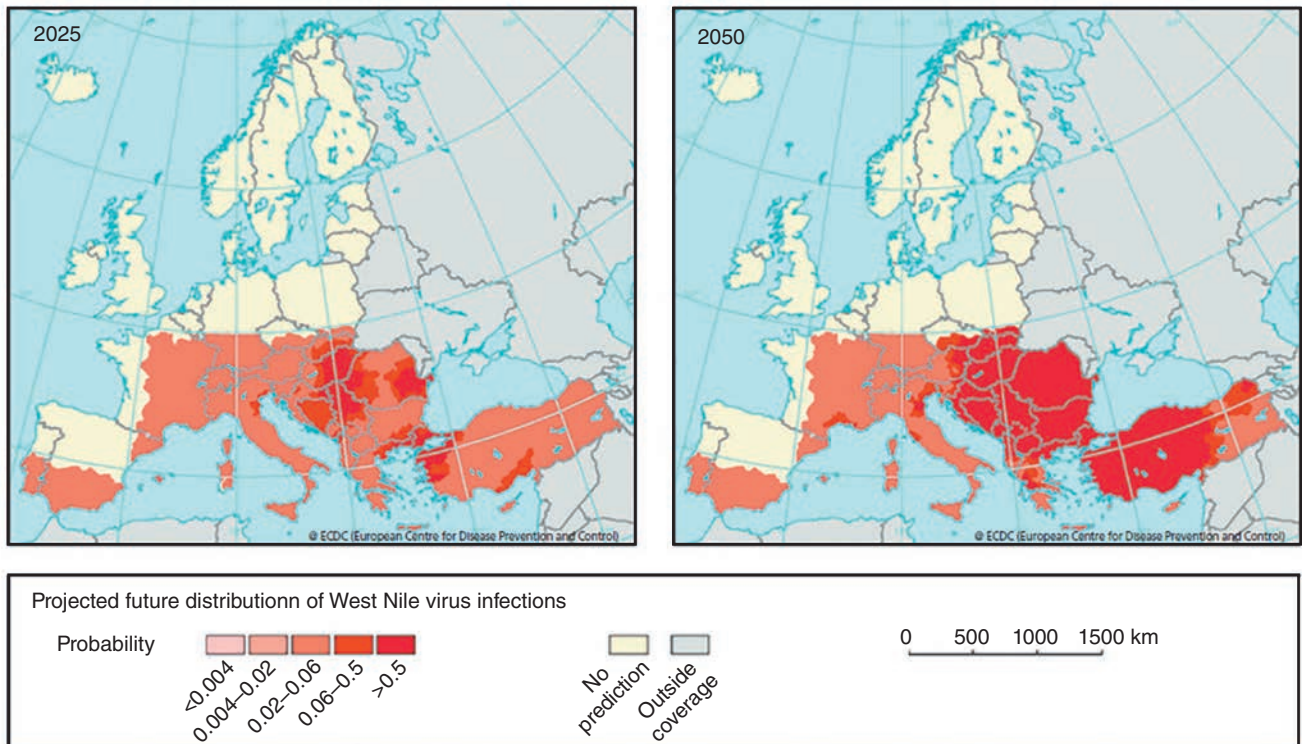 2025
@ ECDC (European Centre for Disease Prevention and Control)
2050
@ ECDC (European Centre for Disease Prevention and Control)
Projected future distributionn of West Nile virus infections
Probability
<0.004
0.004–0.02
0.02–0.06
0.06–0.5
>0.5
No
prediction
Outside
coverage
0 500 1000 1500 km